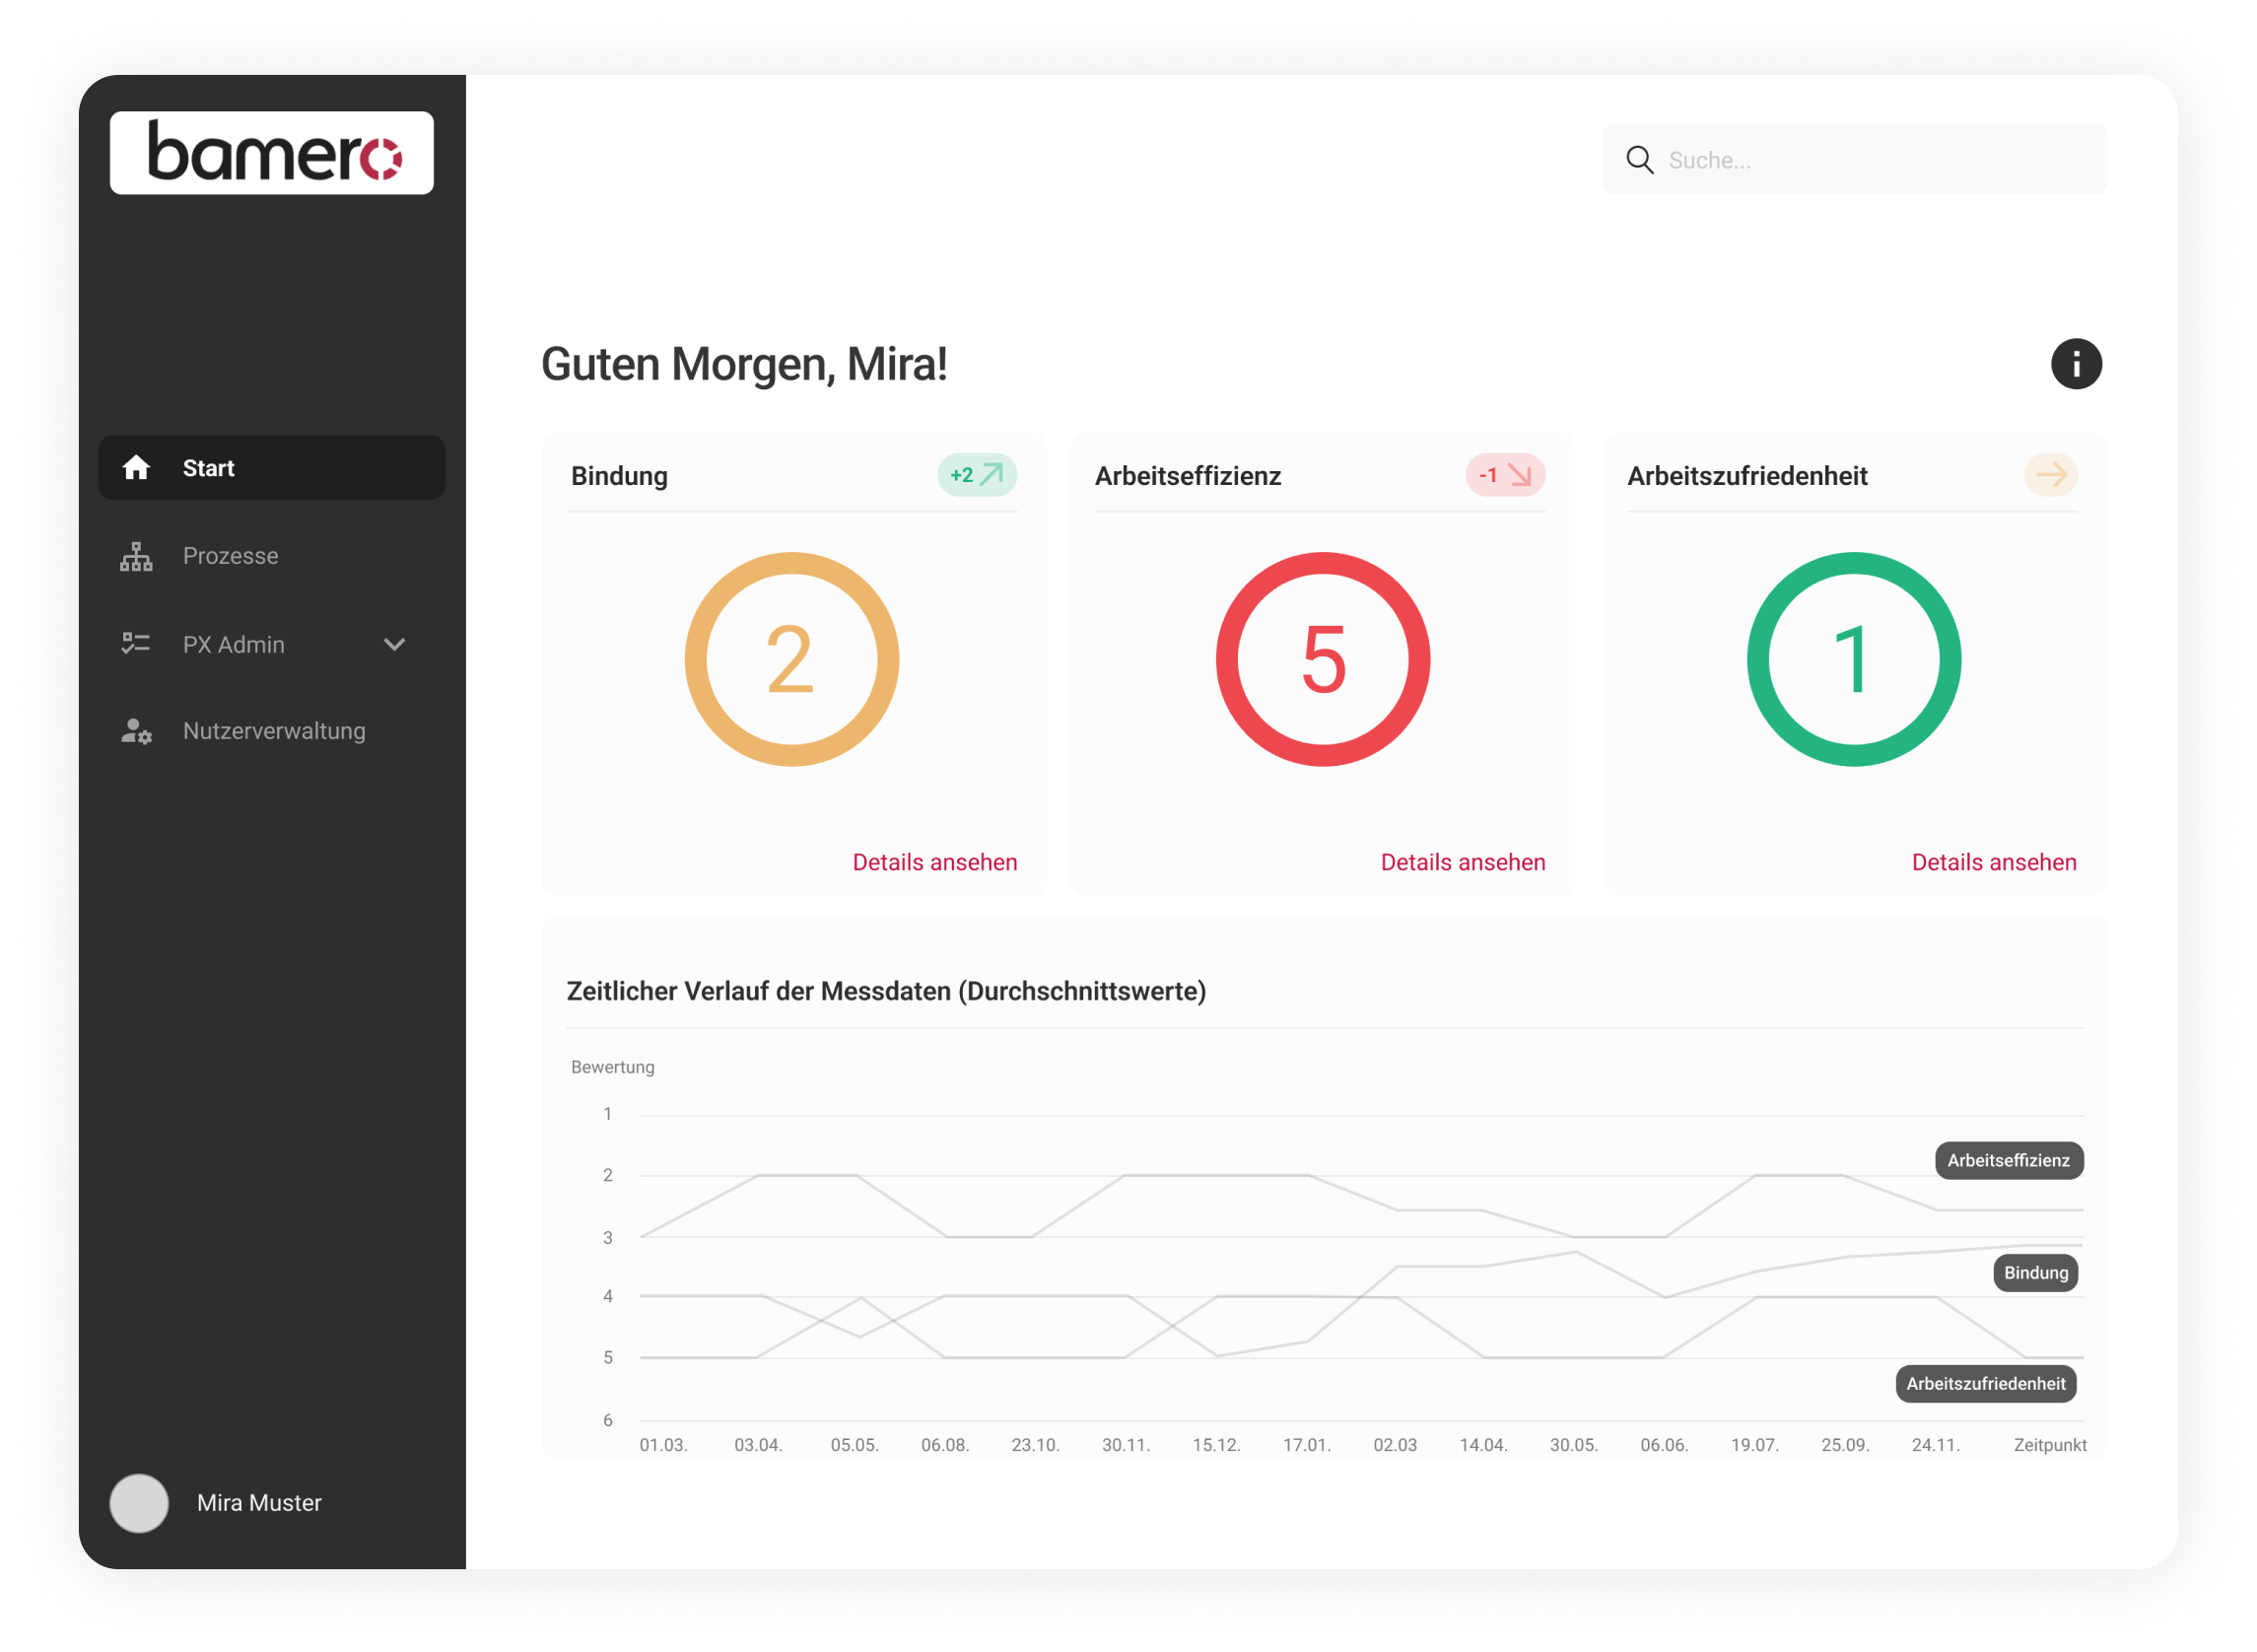 bamero
Suche...
Guten Morgen, Mira!
Start
Prozesse
PX Admin
Nutzerverwaltung
Mira Muster
Bindung
+2
2
Details ansehen
Arbeitseffizienz
-1
5
Details ansehen
Arbeitszufriedenheit
1
Details ansehen
Zeitlicher Verlauf der Messdaten (Durchschnittswerte)
Bewertung
1
2
3
4
5
6
Arbeitseffizienz
Bindung
Arbeitszufriedenheit
01.03. 03.04. 05.05. 06.08. 23.10. 30.11. 15.12. 17.01. 02.03 14.04. 30.05. 06.06. 19.07. 25.09. 24.11. Zeitpunkt